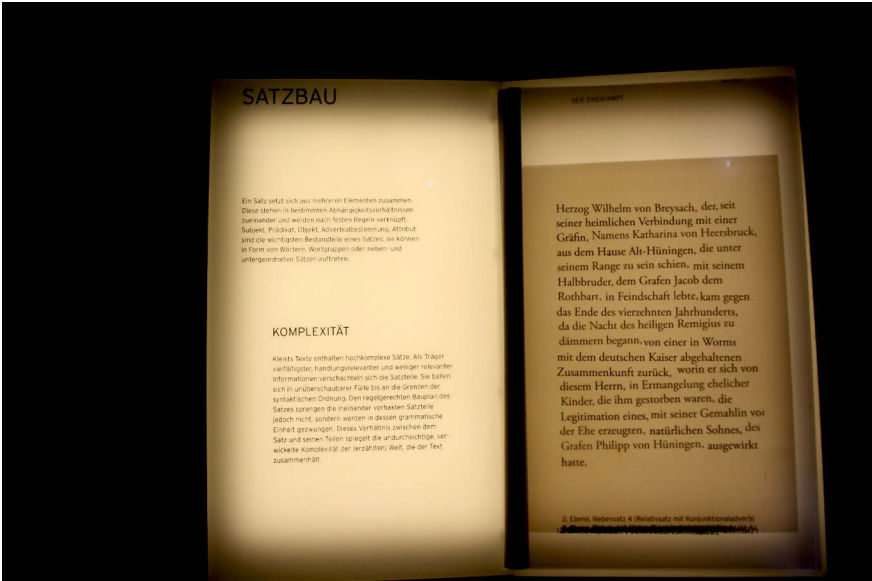 SATZBAU
Ein Satz setzt sich aus mehreren Elementen zusammen.
Diese stehen in bestimmten Abhängigkeitsverhältnissen
zueinander und werden nach festen Regeln verknüpft.
Subjekt, Prädikat, Objekt, Adverbialbestimmung, Attribut
sind die wichtigsten Bestandteile eines Satzes; sie können
in Form von Wörtern, Wortgruppen oder neben- und
untergeordneten Sätzen auftreten.
KOMPLEXITÄT
Kleists Texte enthalten hochkomplexe Sätze. Als Träger
vielfältigster, handlungsrelevanter und weniger relevanter
Informationen verschachteln sich die Satzteile. Sie ballen
sich in unüberschaubarer Fülle bis an die Grenzen der
syntaktischen Ordnung. Den regelgerechten Bauplan des
Satzes sprengen die ineinander verhakten Satzteile
jedoch nicht, sondern werden in dessen grammatische
Einheit gezwungen. Dieses Verhältnis zwischen dem
Satz und seinen Teilen spiegelt die undurchsichtige, ver-
wickelte Komplexität der (erzählten) Welt, die der Text
zusammenhält.
DER ZWEIKAMPF
Herzog Wilhelm von Breysach, der, seit
seiner heimlichen Verbindung mit einer
Gräfin, Namens Katharina von Heersbruck,
aus dem Hause Alt-Hüningen, die unter
seinem Range zu sein schien, mit seinem
Halbbruder, dem Grafen Jacob dem
Rothbart, in Feindschaft lebte, kam gegen
das Ende des vierzehnten Jahrhunderts,
da die Nacht des heiligen Remigius zu
dämmern begann, von einer in Worms
mit dem deutschen Kaiser abgehaltenen
Zusammenkunft zurück, worin er sich von
diesem Herrn, in Ermangelung ehelicher
Kinder, die ihm gestorben waren, die
Legitimation eines, mit seiner Gemahlin vor
der Ehe erzeugten, natürlichen Sohnes, des
Grafen Philipp von Hüningen, ausgewirkt
hatte.
2. Ebene, Nebensatz 4 (Relativsatz mit Konjunktionaladverb)